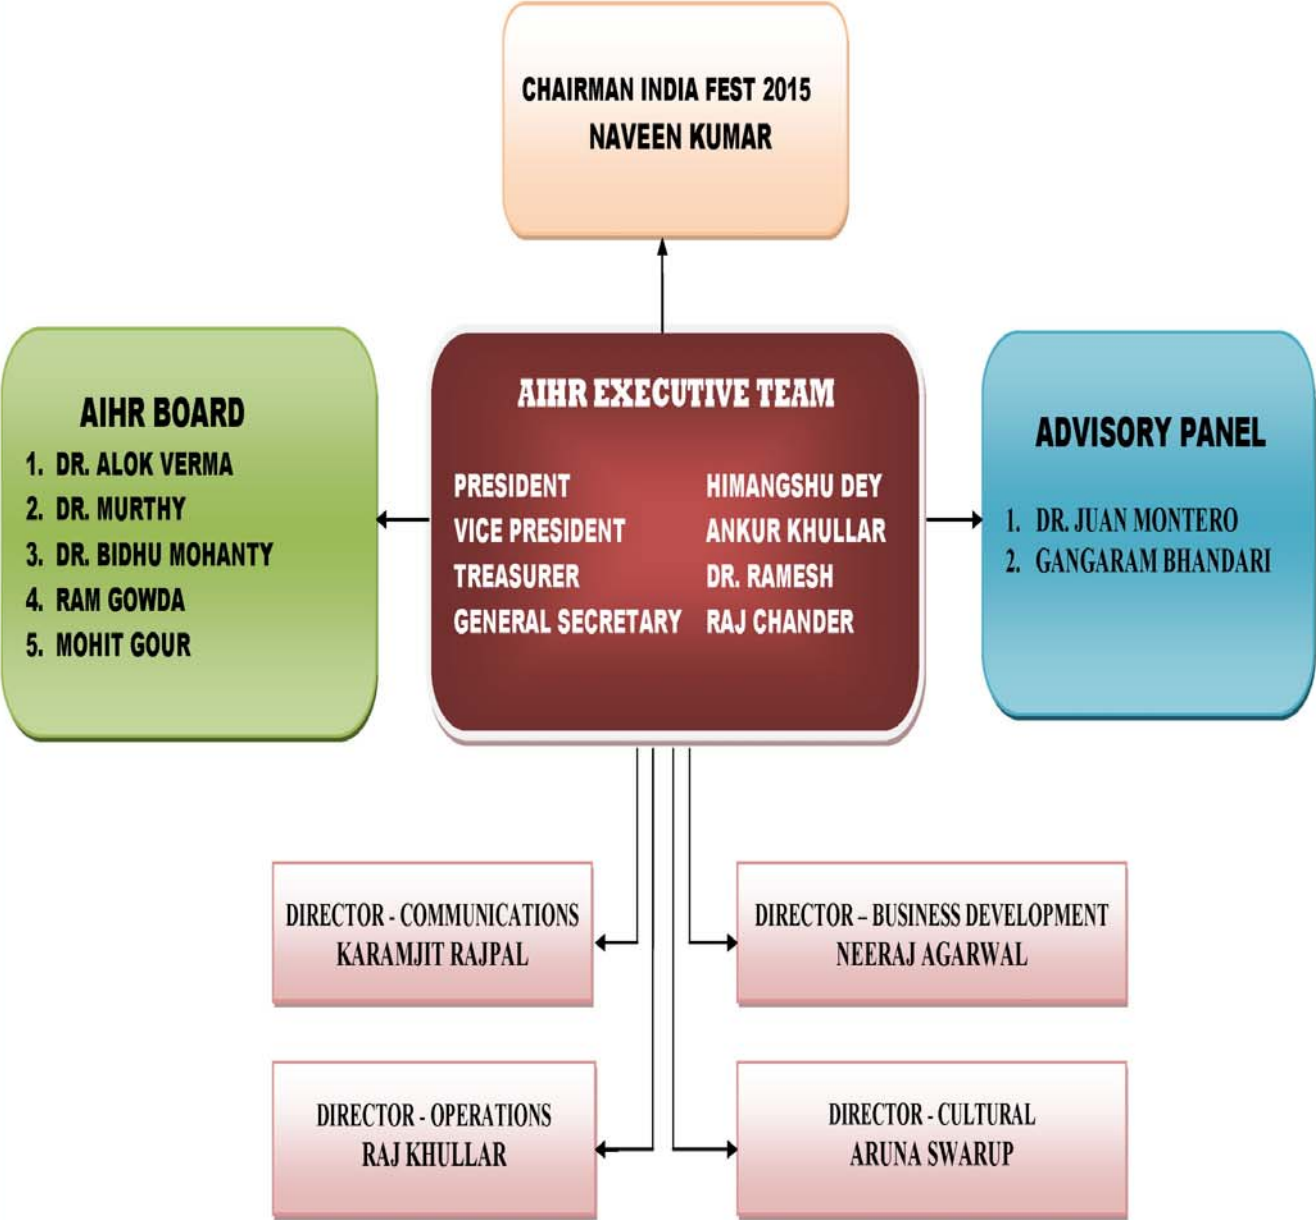 CHAIRMAN INDIA FEST 2015
NAVEEN KUMAR
AIHR BOARD
1. DR. ALOK VERMA
2. DR. MURTHY
3. DR. BIDHU MOHANTY
4. RAM GOWDA
5. MOHIT GOUR
AIHR EXECUTIVE TEAM
PRESIDENT HIMANGSHU DEY
VICE PRESIDENT ANKUR KHULLAR
TREASURER DR. RAMESH
GENERAL SECRETARY RAJ CHANDER
ADVISORY PANEL
1. DR. JUAN MONTERO
2. GANGARAM BHANDARI
DIRECTOR - COMMUNICATIONS
KARAMJIT RAJPAL
DIRECTOR – BUSINESS DEVELOPMENT
NEERAJ AGARWAL
DIRECTOR - OPERATIONS
RAJ KHULLAR
DIRECTOR - CULTURAL
ARUNA SWARUP